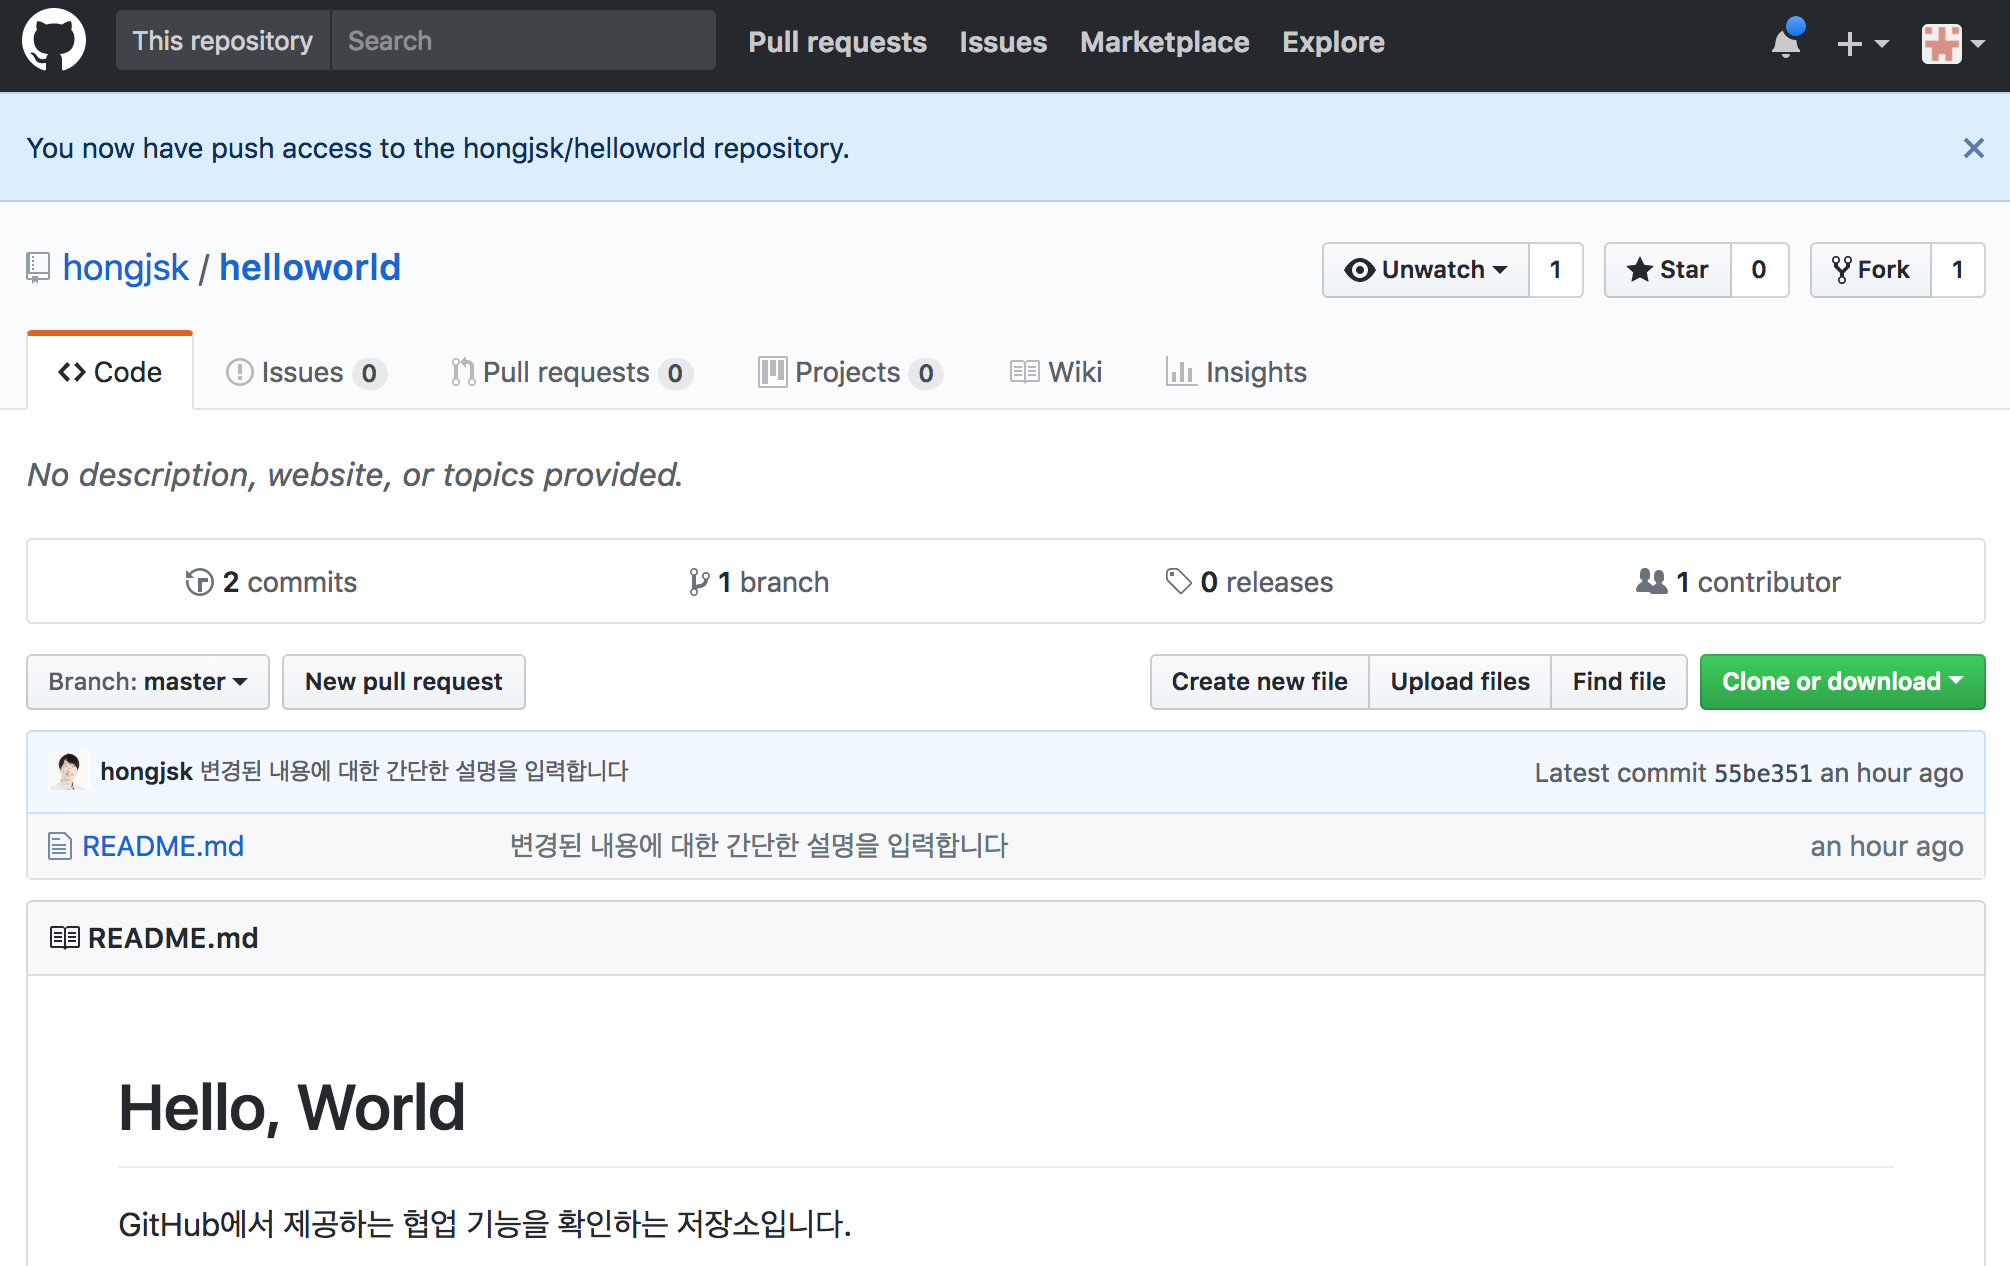 This repository Search Pull requests Issues Marketplace Explore
You now have push access to the hongjsk/helloworld repository.
hongjsk / helloworld Unwatch 1 Star 0 Fork 1
Code Issues 0 Pull requests 0 Projects 0 Wiki Insights
No description, website, or topics provided.
2 commits 1 branch 0 releases 1 contributor
Branch: master New pull request Create new file Upload files Find file Clone or download
hongjsk 변경된 내용에 대한 간단한 설명을 입력합니다 Latest commit 55be351 an hour ago
README.md 변경된 내용에 대한 간단한 설명을 입력합니다 an hour ago
README.md
Hello, World
GitHub에서 제공하는 협업 기능을 확인하는 저장소입니다.